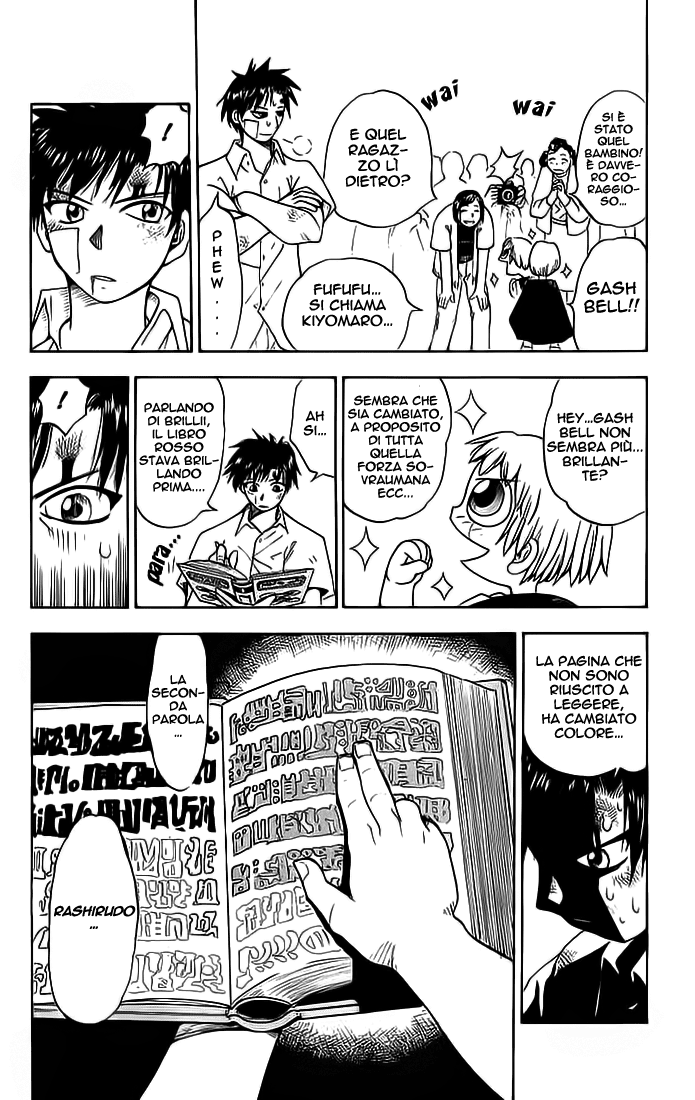 SI È
STATO
QUEL
BAMBINO!
È DAVVE-
RO CO-
RAGGIO-
SO...
wai
wai
GASH
BELL!!
E QUEL
RAGAZ-
ZO LÌ
DIETRO?
FUFUFU...
SI CHIAMA
KIYOMARO...
P
H
E
W
....
!
HEY...GASH
BELL NON
SEMBRA PIÙ...
BRILLAN-
TE?
SEMBRA CHE
SIA CAMBIATO,
A PROPOSITO
DI TUTTA
QUELLA
FORZA SO-
VRAUMANA
ECC...
AH
SI...
PARLANDO
DI BRILLII,
IL LIBRO
ROSSO
STAVA BRIL-
LANDO
PRIMA....
para...
!
LA PAGINA CHE
NON SONO
RIUSCITO A
LEGGERE,
HA CAMBIATO
COLORE...
LA
SECON-
DA
PAROLA
...
RASHIRUDO
...